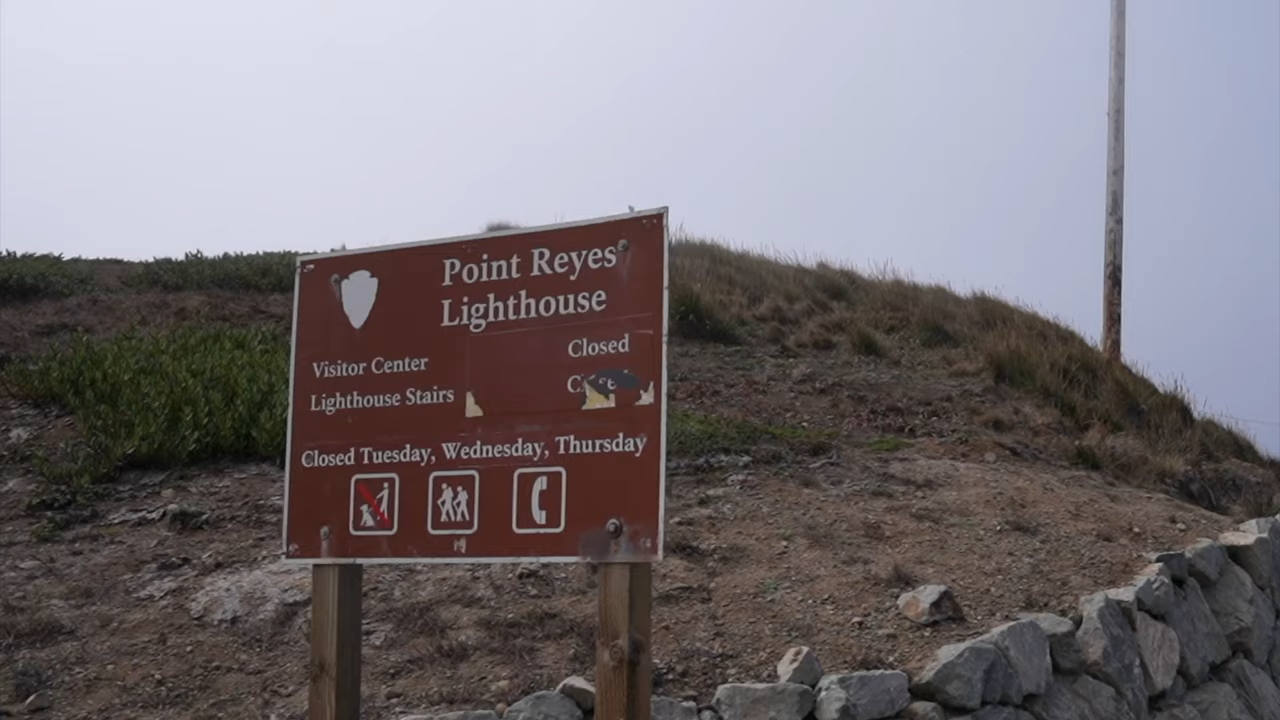 Point Reyes
Lighthouse
Visitor Center Closed
Lighthouse Stairs
Closed Tuesday, Wednesday, Thursday